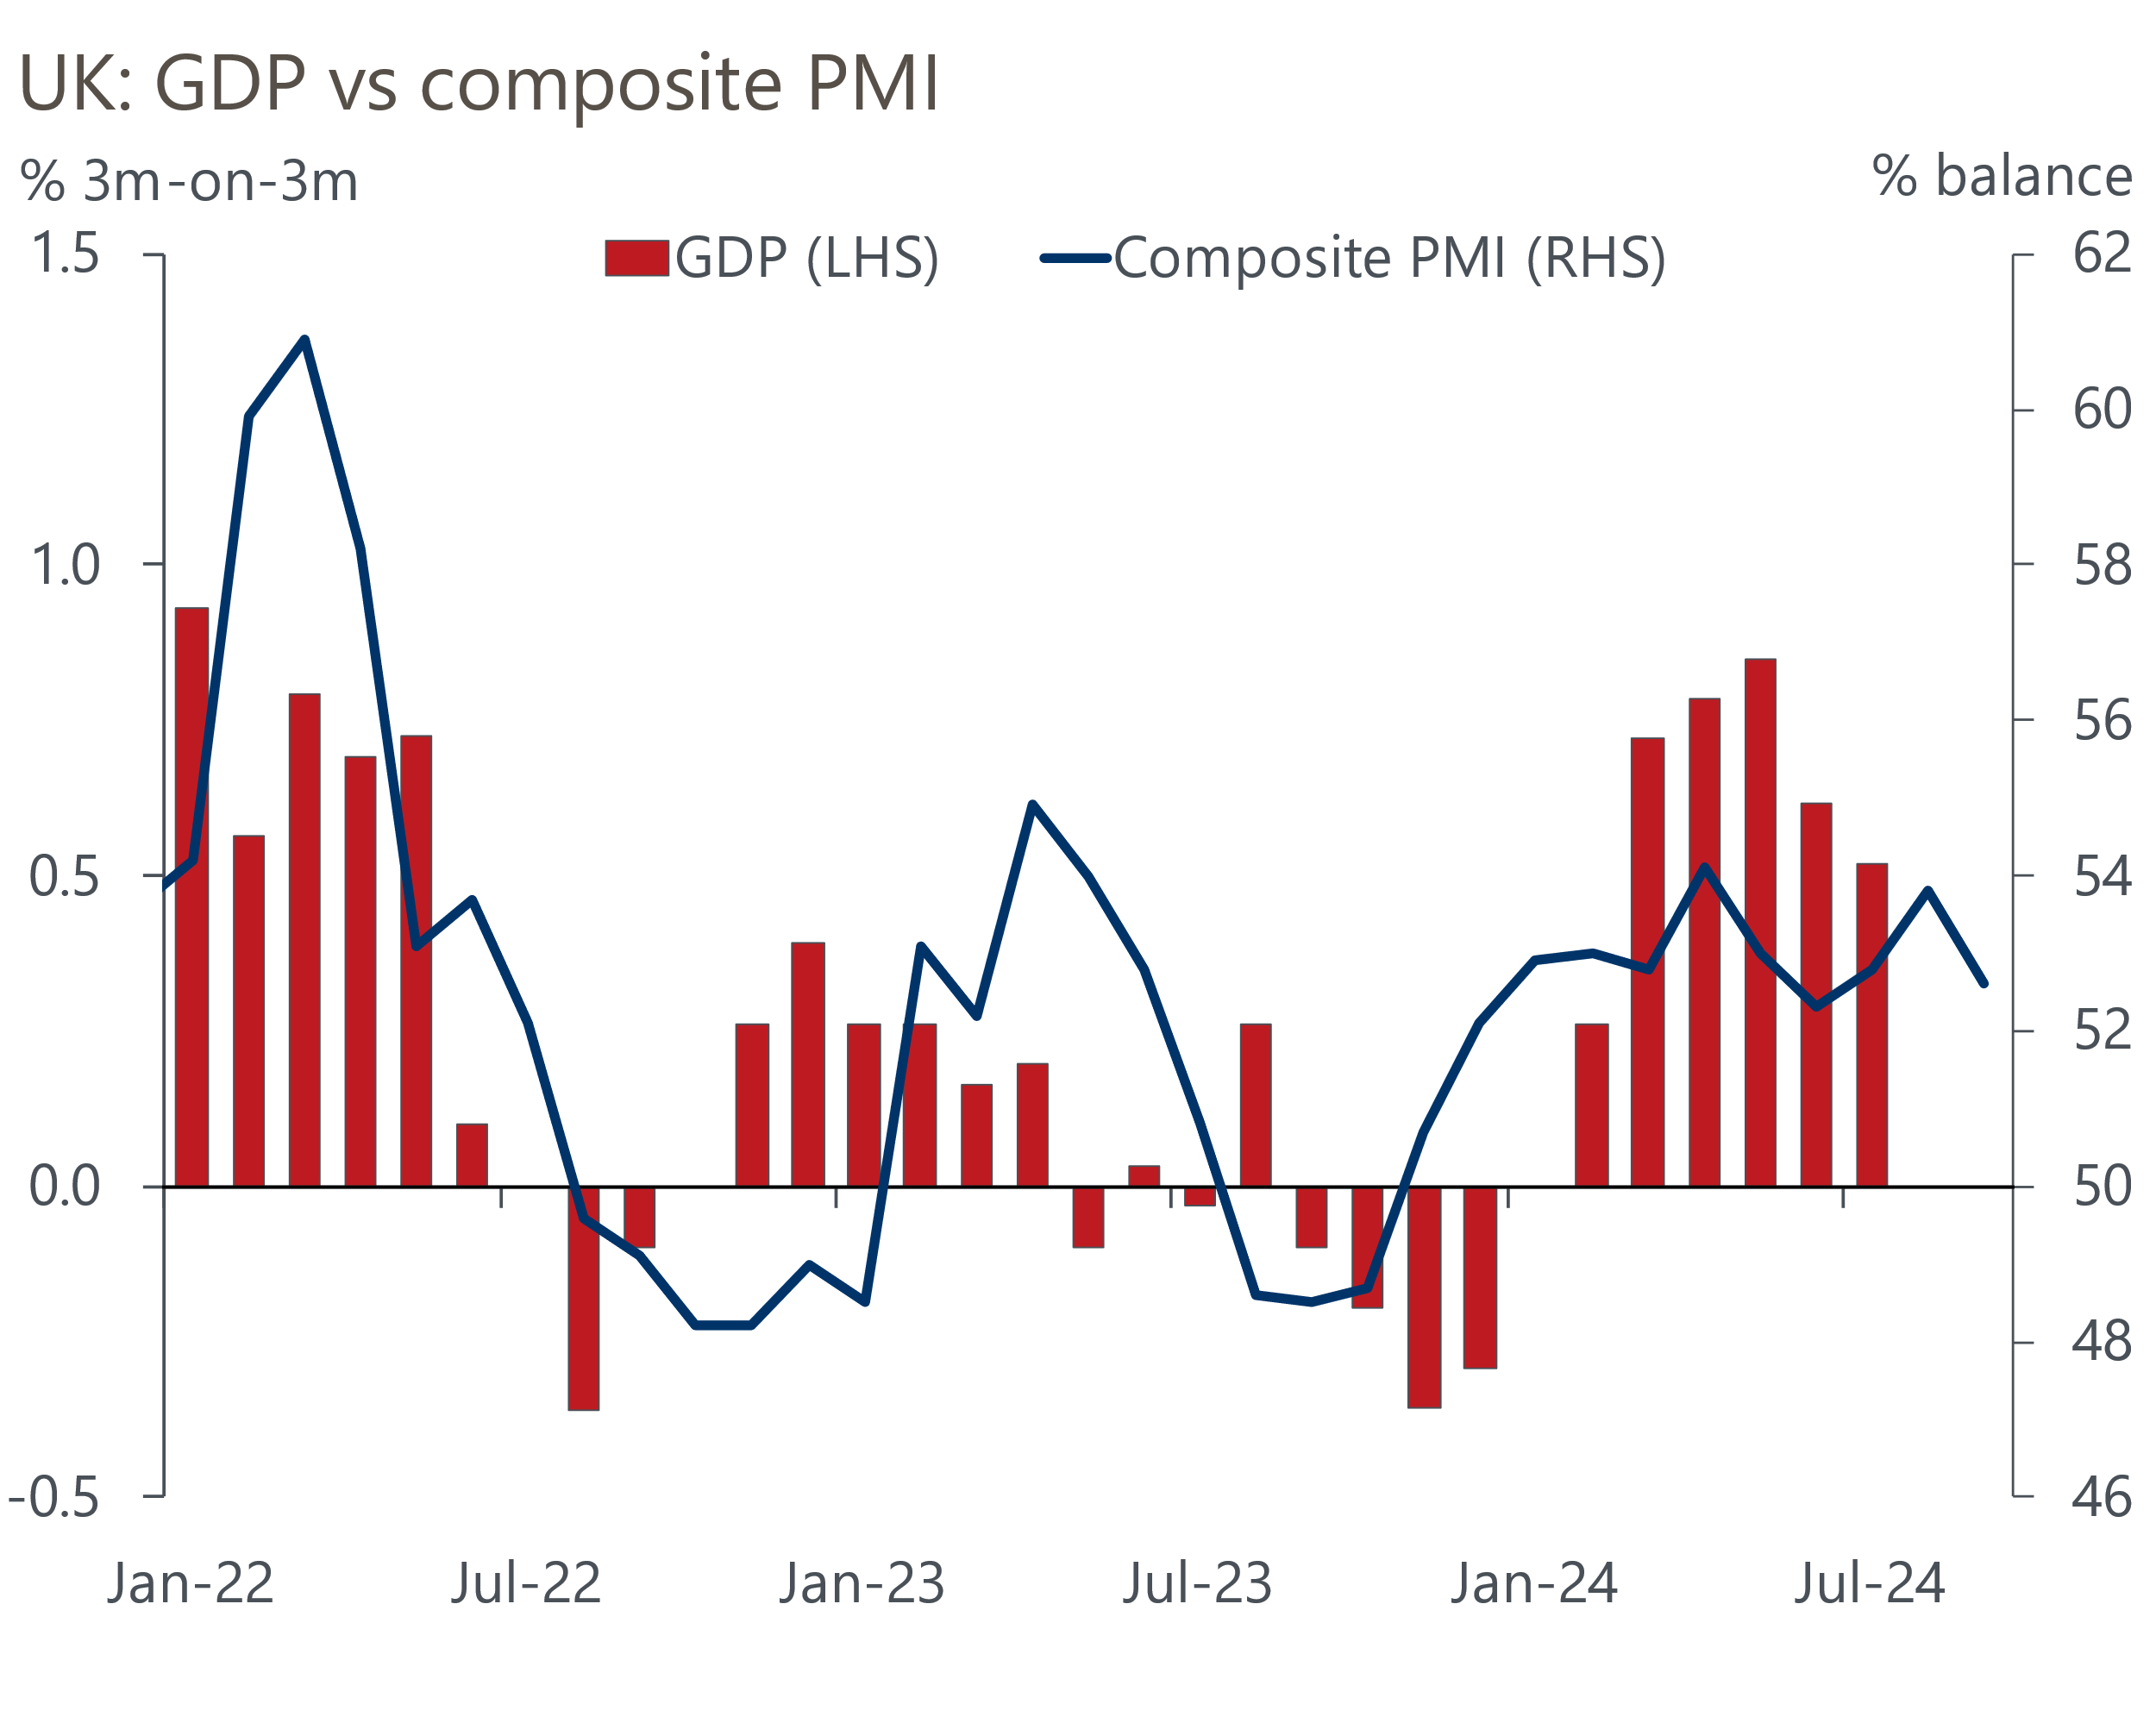 UK: GDP vs composite PMI
% 3m-on-3m
% balance
GDP (LHS)
Composite PMI (RHS)
1.5
1.0
0.5
0.0
-0.5
62
60
58
56
54
52
50
48
46
Jan-22
Jul-22
Jan-23
Jul-23
Jan-24
Jul-24